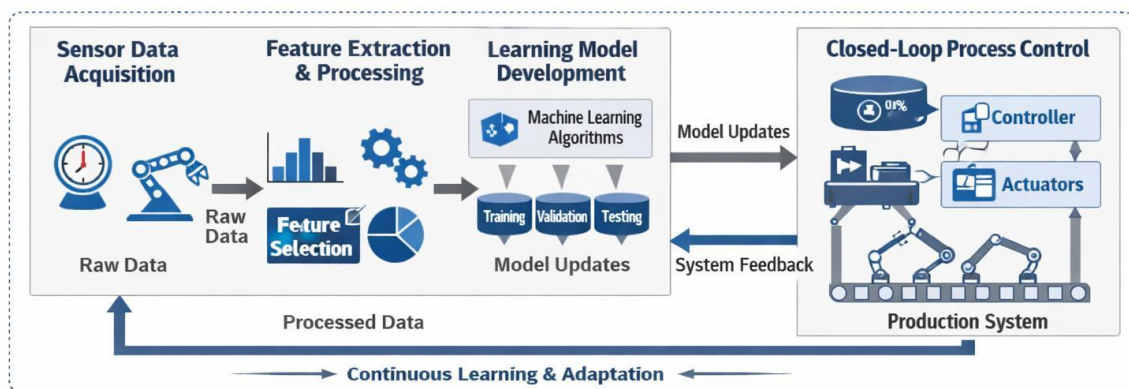 Sensor Data
Acquisition
Raw Data
Raw
Data
Feature Extraction
& Processing
Feature
Selection
Learning Model
Development
Machine Learning
Algorithms
Training
Validation
Testing
Model Updates
Model Updates
System Feedback
Closed-Loop Process Control
Controller
Actuators
Production System
Processed Data
Continuous Learning & Adaptation